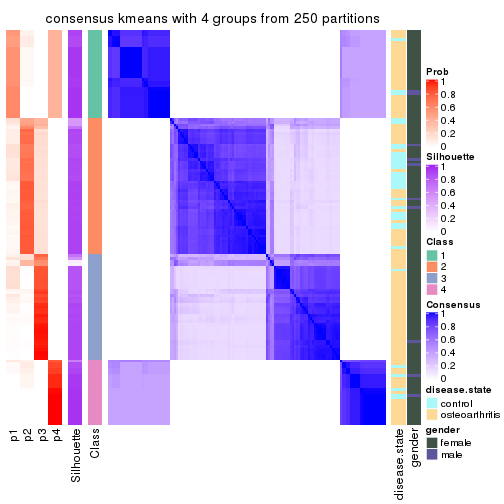 consensus kmeans with 4 groups from 250 partitions
Prob
1
0.8
0.6
0.4
0.2
0
Silhouette
1
0.8
0.6
0.4
0.2
0
Class
1
2
3
4
Consensus
1
0.8
0.6
0.4
0.2
0
disease.state
control
osteoarthritis
gender
female
male
p1
p2
p3
p4
Silhouette
Class
disease.state
gender